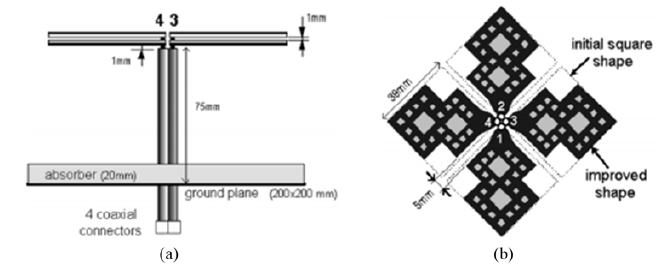 4 3
1mm
1mm
75mm
absorber (20mm)
ground plane (200x200 mm)
4 coaxial
connectors
(a)
initial square
shape
39mm
2
4 3
1
improved
shape
5mm
(b)